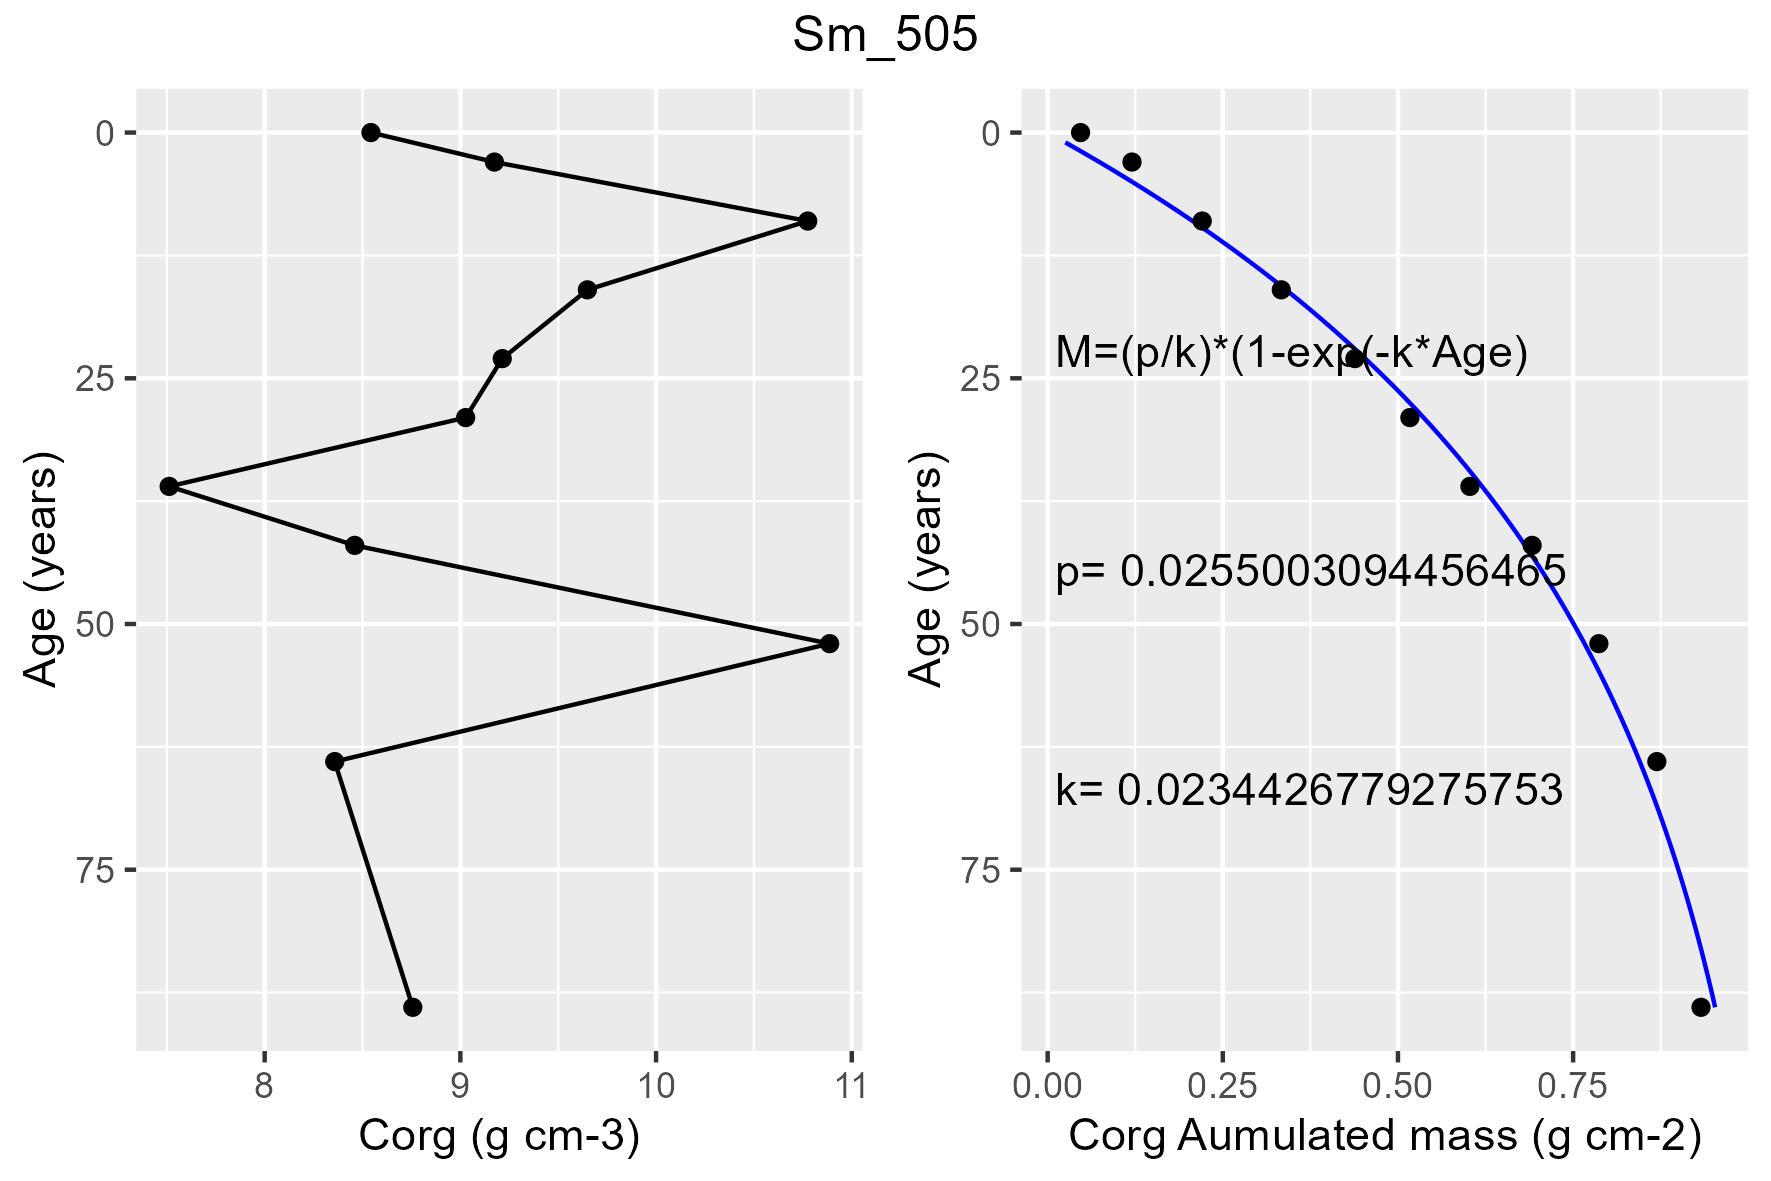 Sm_505
0
25
50
75
Age (years)
8
9
10
11
Corg (g cm-3)
0
25
50
75
Age (years)
M=(p/k)*(1-exp(-k*Age)
p= 0.0255003094456465
k= 0.0234426779275753
0.00
0.25
0.50
0.75
Corg Aumulated mass (g cm-2)